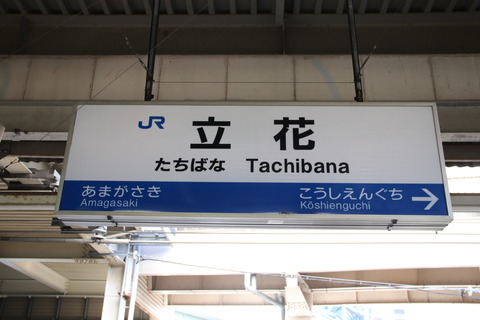 JR 立花
たちばな Tachibana
あまがさき こうしえんぐち →
Amagasaki Kōshienguchi